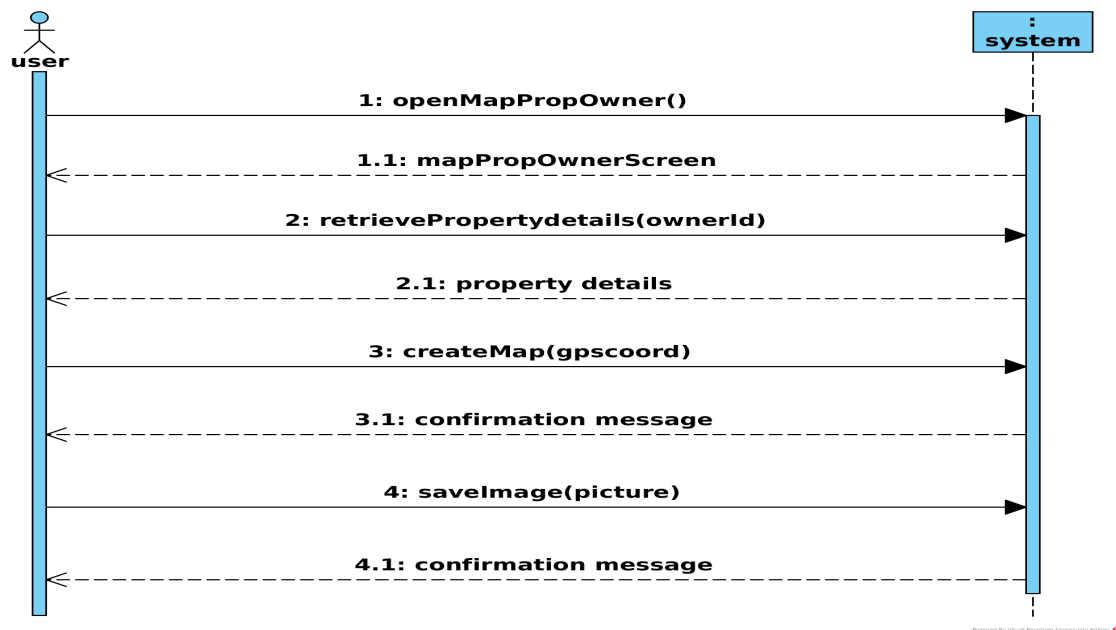 user
:
system
1: openMapPropOwner()
1.1: mapPropOwnerScreen
2: retrievePropertydetails(ownerId)
2.1: property details
3: createMap(gpscoord)
3.1: confirmation message
4: saveImage(picture)
4.1: confirmation message